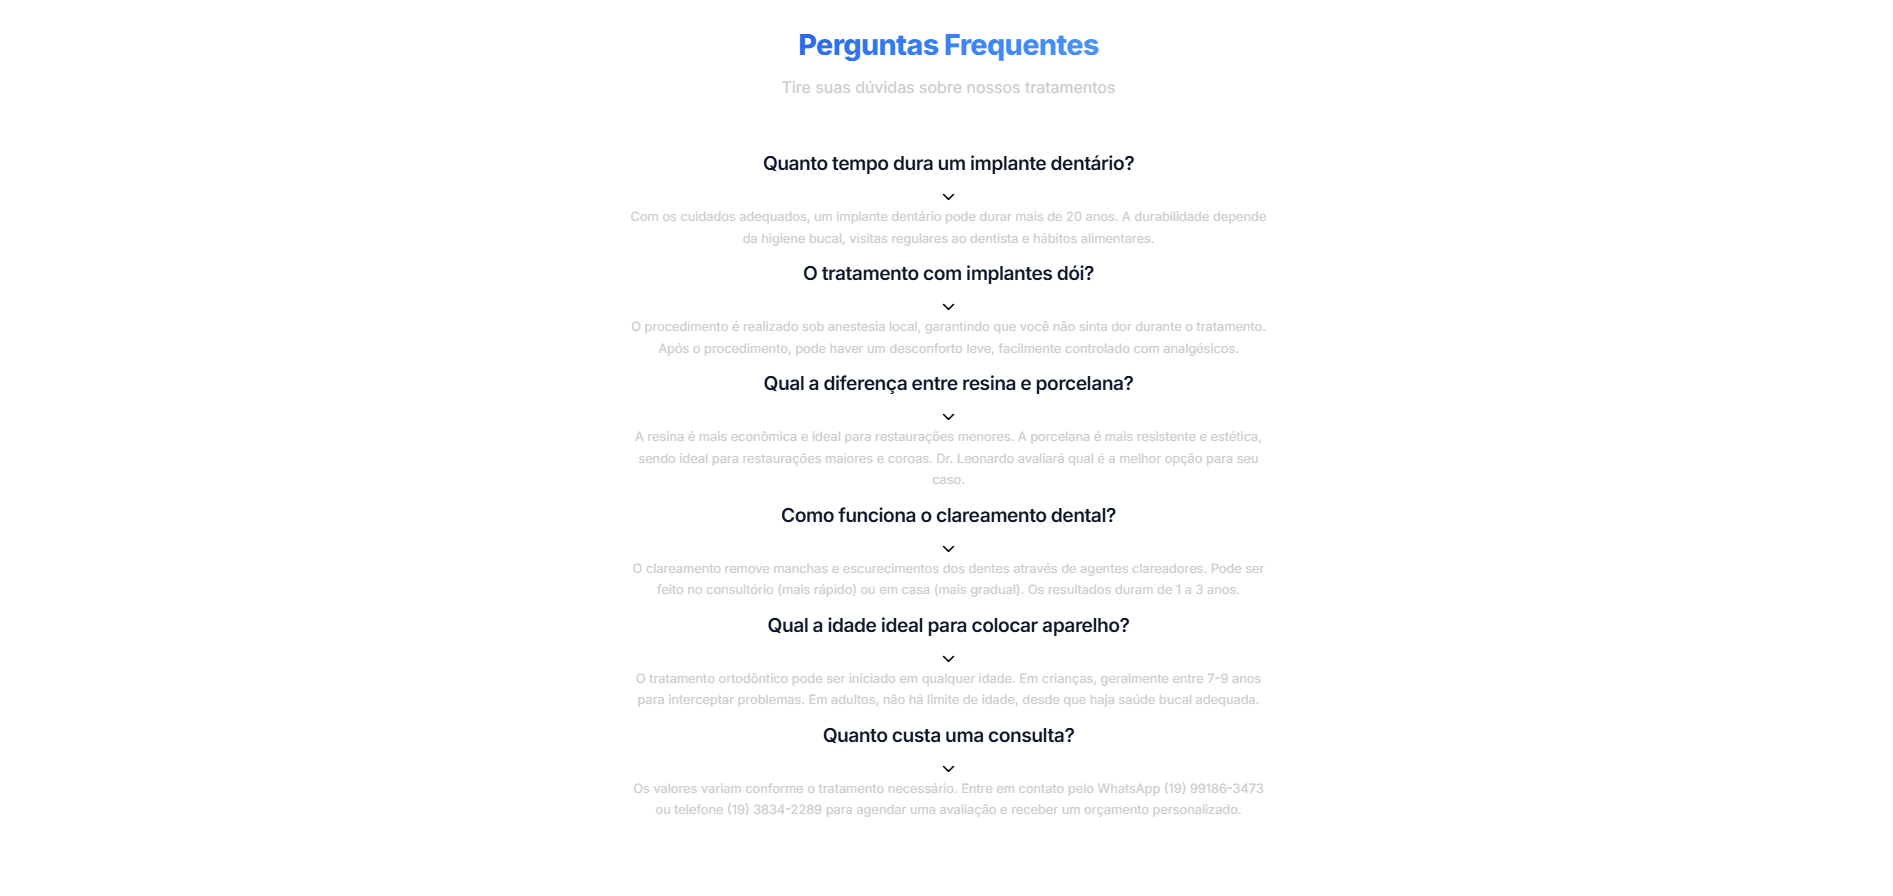 Perguntas Frequentes
Tire suas dúvidas sobre nossos tratamentos
Quanto tempo dura um implante dentário?
Com os cuidados adequados, um implante dentário pode durar mais de 20 anos. A durabilidade depende
da higiene bucal, visitas regulares ao dentista e hábitos alimentares.
O tratamento com implantes dói?
O procedimento é realizado sob anestesia local, garantindo que você não sinta dor durante o tratamento.
Após o procedimento, pode haver um desconforto leve, facilmente controlado com analgésicos.
Qual a diferença entre resina e porcelana?
A resina é mais econômica e ideal para restaurações menores. A porcelana é mais resistente e estética,
sendo ideal para restaurações maiores e coroas. Dr. Leonardo avaliará qual é a melhor opção para seu
caso.
Como funciona o clareamento dental?
O clareamento remove manchas e escurecimentos dos dentes através de agentes clareadores. Pode ser
feito no consultório (mais rápido) ou em casa (mais gradual). Os resultados duram de 1 a 3 anos.
Qual a idade ideal para colocar aparelho?
O tratamento ortodôntico pode ser iniciado em qualquer idade. Em crianças, geralmente entre 7-9 anos
para interceptar problemas. Em adultos, não há limite de idade, desde que haja saúde bucal adequada.
Quanto custa uma consulta?
Os valores variam conforme o tratamento necessário. Entre em contato pelo WhatsApp (19) 99186-3473
ou telefone (19) 3834-2289 para agendar uma avaliação e receber um orçamento personalizado.